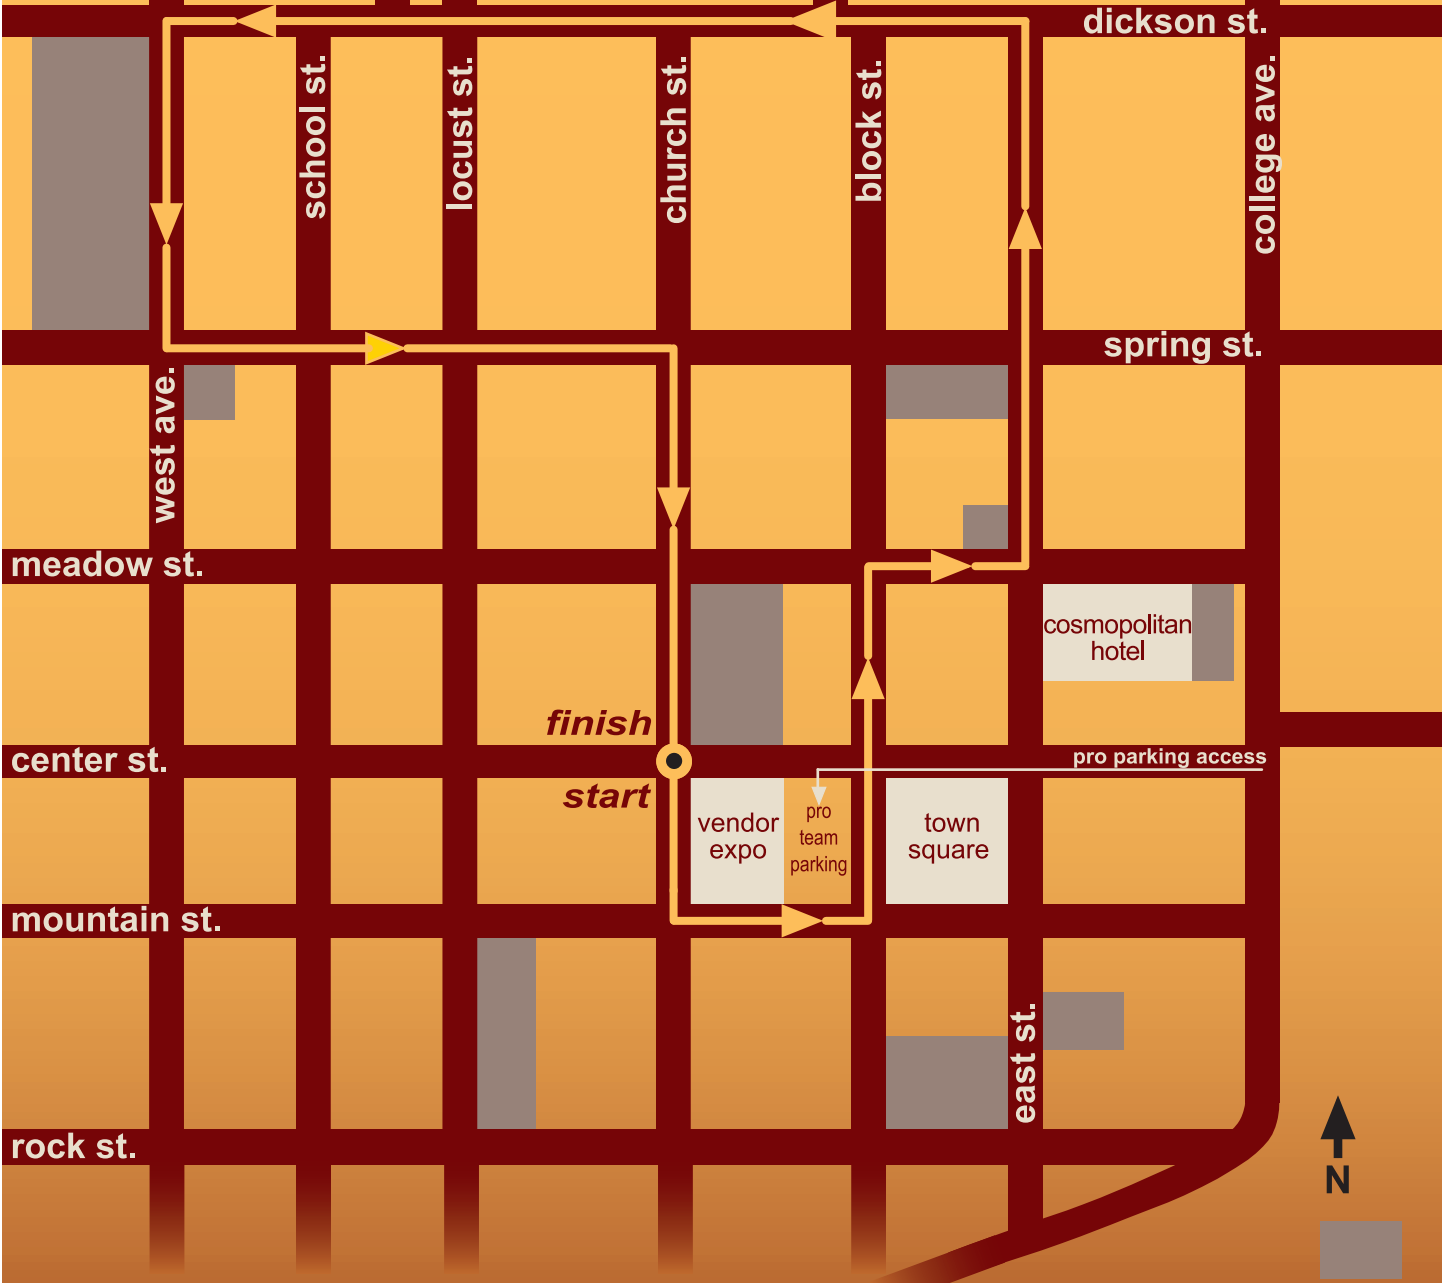 dickson st.
school st.
locust st.
church st.
block st.
college ave.
spring st.
west ave.
meadow st.
cosmopolitan
hotel
finish
center st.
pro parking access
start
vendor
expo
pro
team
parking
town
square
mountain st.
east st.
rock st.
N